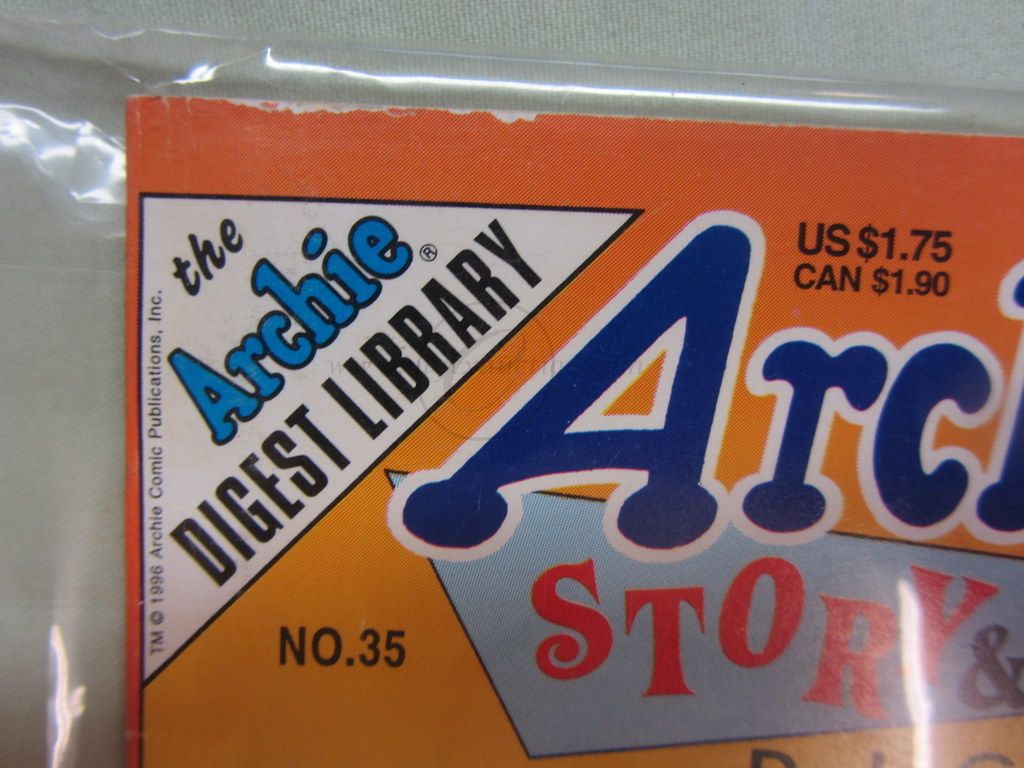 the
Archie®
DIGEST LIBRARY
TM © 1996 Archie Comic Publications, Inc.
US $1.75
CAN $1.90
Arc
STORY &
NO.35